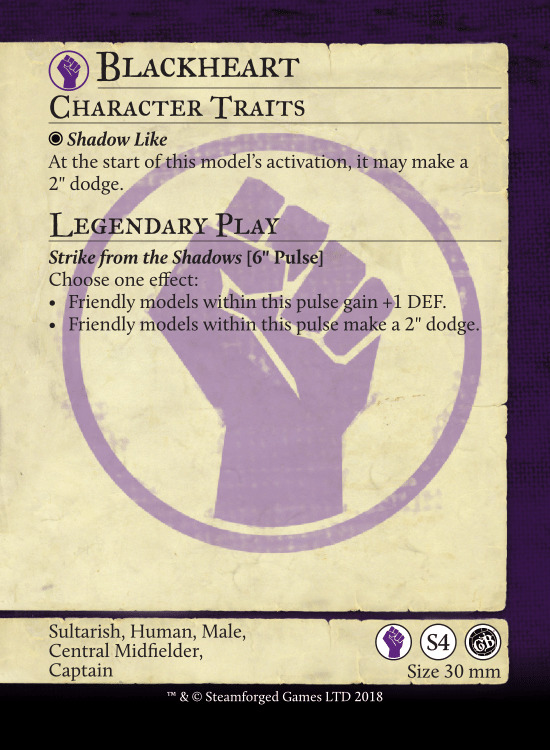 Blackheart
Character Traits
Shadow Like
At the start of this model's activation, it may make a
2" dodge.
Legendary Play
Strike from the Shadows [6" Pulse]
Choose one effect:
• Friendly models within this pulse gain +1 DEF.
• Friendly models within this pulse make a 2" dodge.
Sultarish, Human, Male,
Central Midfielder,
Captain
S4
GB
Size 30 mm
™ & © Steamforged Games LTD 2018